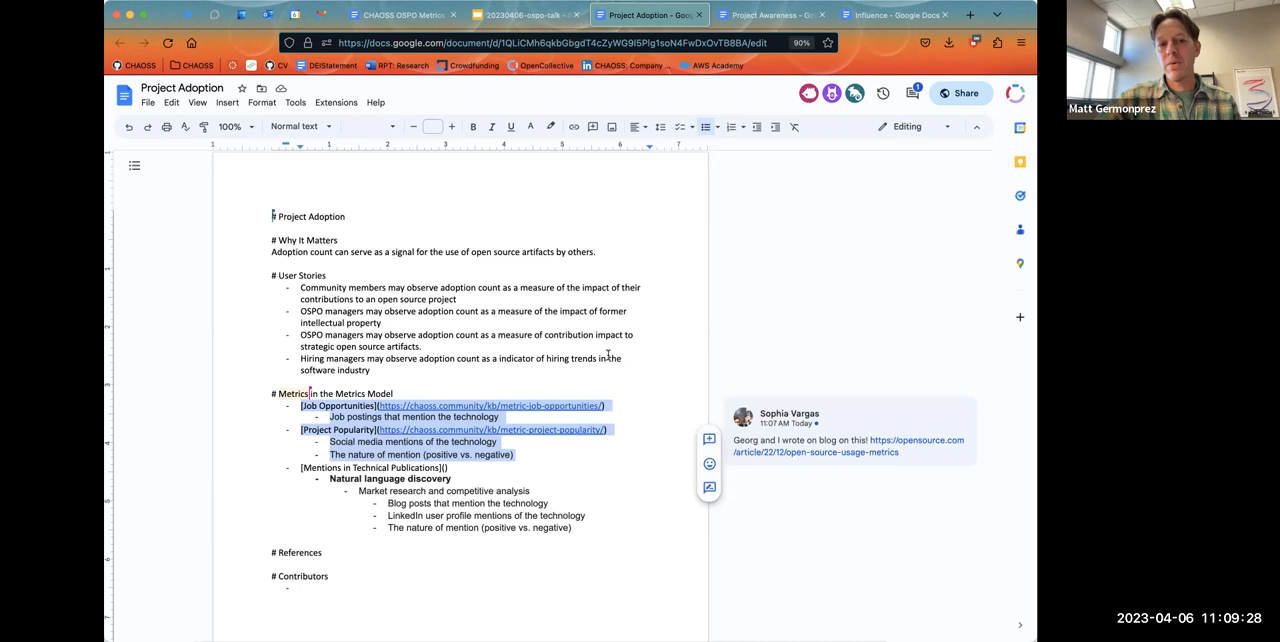 CHAOSS OSPO Metrics
20230406-ospo-talk
Project Adoption - Goo
Project Awareness - Go
Influence - Google Docs
https://docs.google.com/document/d/1QLiCMh6qkbGbgdT4cZyWG9l5Plg1soN4FwDxOvTB8BA/edit
90%
CHAOSS
CHAOSS
CV
DEIStatement
RPT: Research
Crowdfunding
OpenCollective
CHAOSS: Company ...
AWS Academy
Matt Germonprez
Project Adoption
File Edit View Insert Format Tools Extensions Help
1
Share
100%
Normal text
Editing
1 1 2 3 4 5 6 7
# Project Adoption
# Why It Matters
Adoption count can serve as a signal for the use of open source artifacts by others.
# User Stories
- Community members may observe adoption count as a measure of the impact of their
contributions to an open source project
- OSPO managers may observe adoption count as a measure of the impact of former
intellectual property
- OSPO managers may observe adoption count as a measure of contribution impact to
strategic open source artifacts.
- Hiring managers may observe adoption count as a indicator of hiring trends in the
software industry
# Metrics in the Metrics Model
- [Job Opportunities](https://chaoss.community/kb/metric-job-opportunities/)
- Job postings that mention the technology
- [Project Popularity](https://chaoss.community/kb/metric-project-popularity/)
- Social media mentions of the technology
- The nature of mention (positive vs. negative)
- [Mentions in Technical Publications]()
- Natural language discovery
- Market research and competitive analysis
- Blog posts that mention the technology
- LinkedIn user profile mentions of the technology
- The nature of mention (positive vs. negative)
# References
# Contributors
-
Sophia Vargas
11:07 AM Today
Georg and I wrote on blog on this! https://opensource.com
/article/22/12/open-source-usage-metrics
2023-04-06 11:09:28